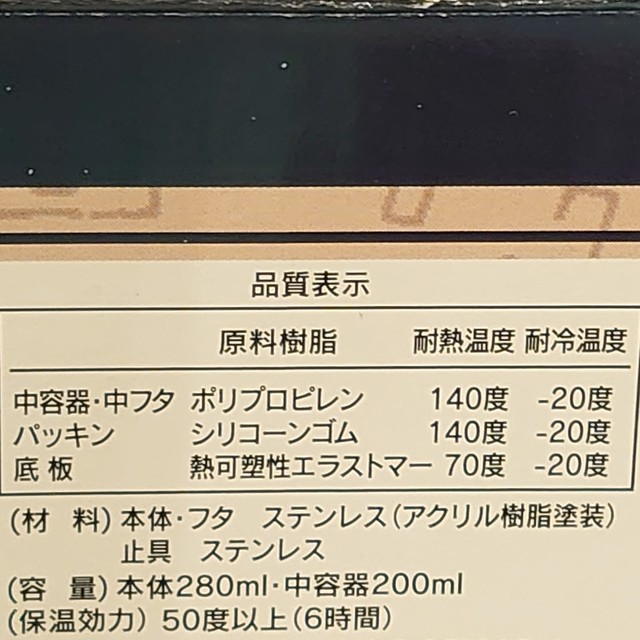 品質表示
原料樹脂 耐熱温度 耐冷温度
中容器・中フタ ポリプロピレン 140度 -20度
パッキン シリコーンゴム 140度 -20度
底板 熱可塑性エラストマー 70度 -20度
(材 料) 本体・フタ ステンレス(アクリル樹脂塗装)
止具 ステンレス
(容 量) 本体280ml・中容器200ml
(保温効力) 50度以上(6時間)